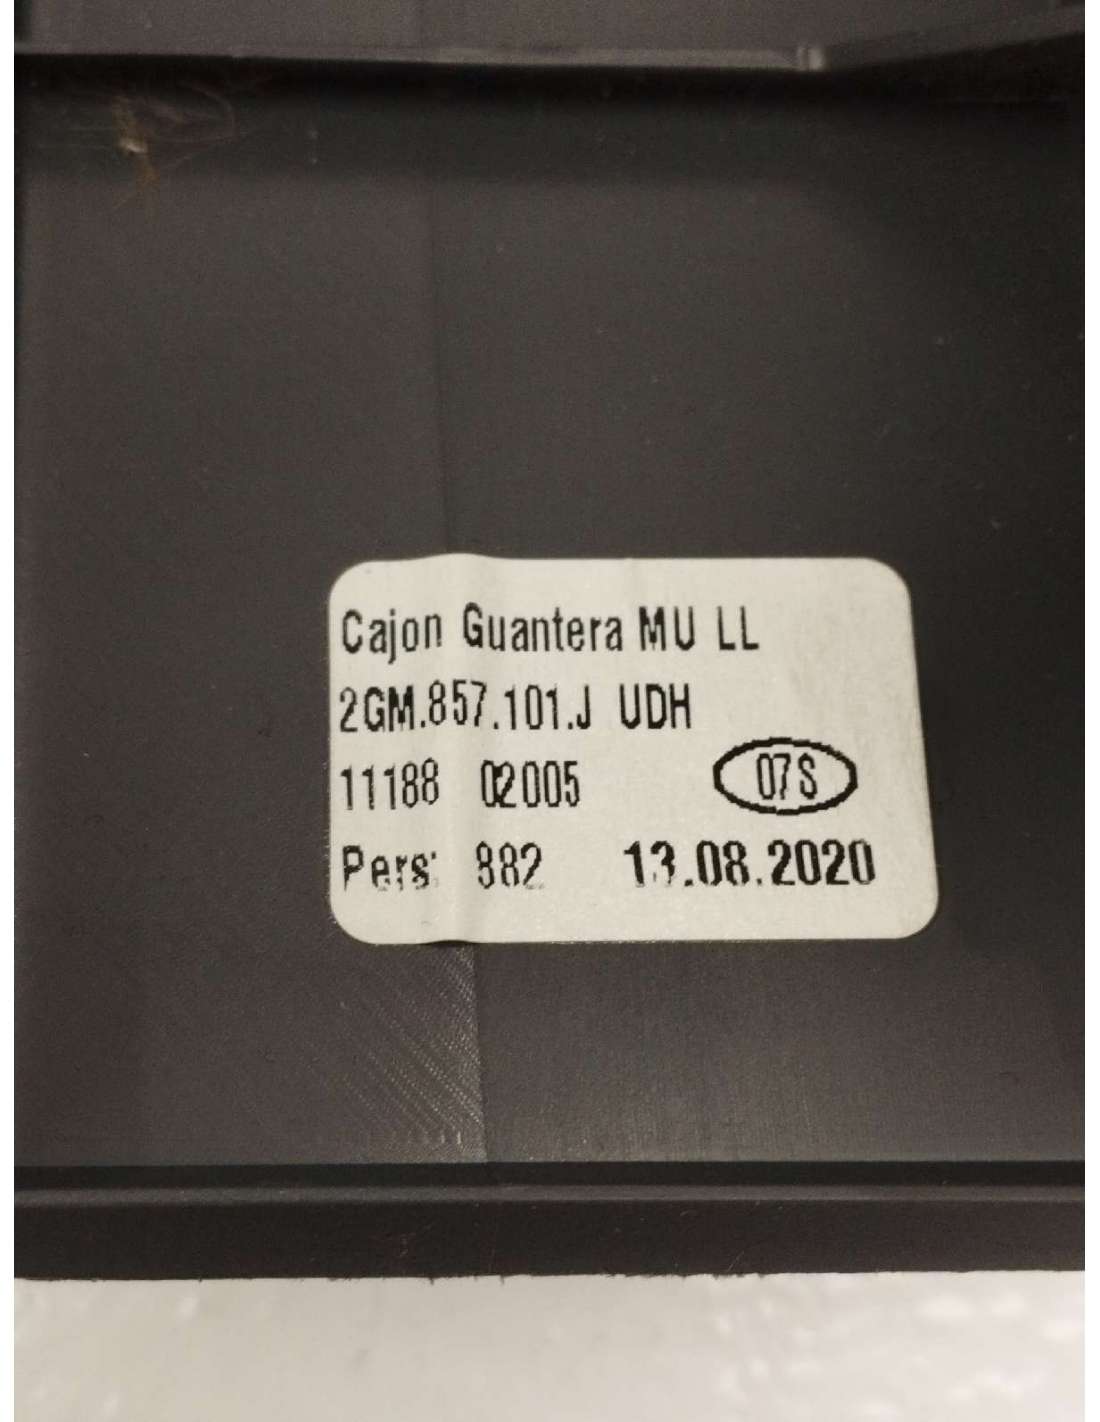 Cajon Guantera MU LL
2GM.857.101.J UDH
11188 02005 07S
Pers: 882 13.08.2020